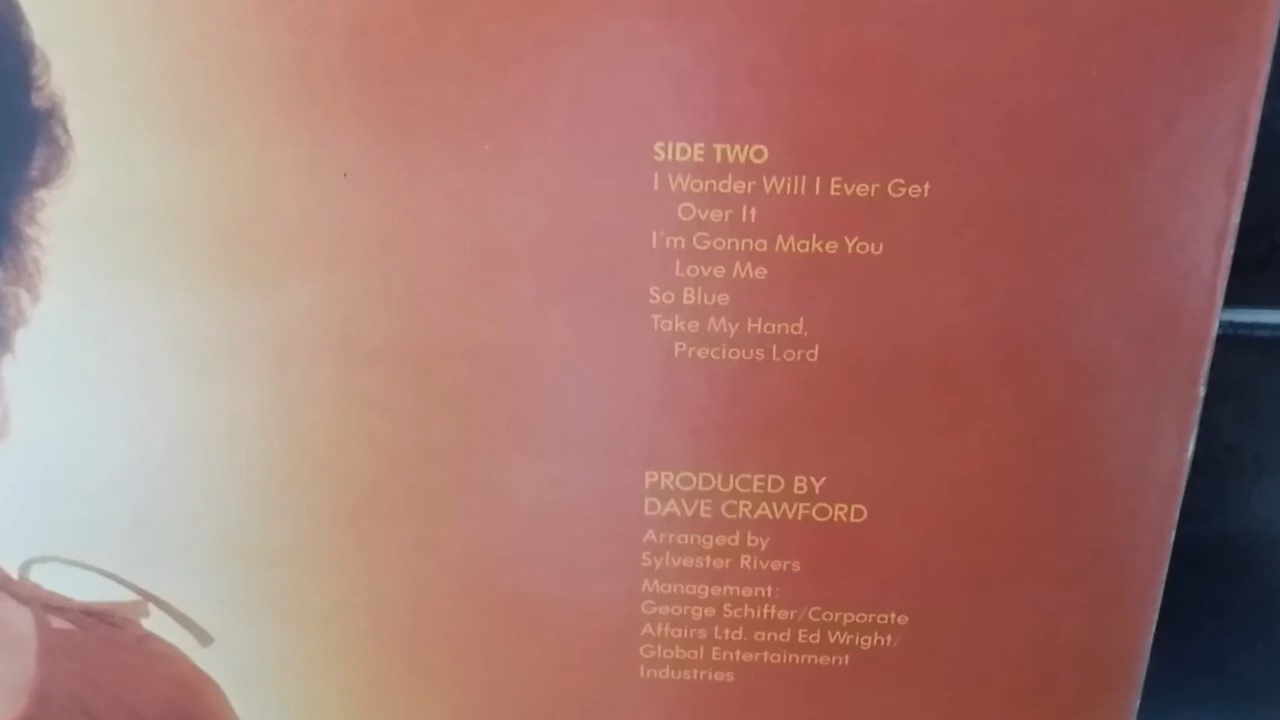 SIDE TWO
I Wonder Will I Ever Get
Over It
I'm Gonna Make You
Love Me
So Blue
Take My Hand,
Precious Lord
PRODUCED BY
DAVE CRAWFORD
Arranged by
Sylvester Rivers
Management:
George Schiffer/Corporate
Affairs Ltd. and Ed Wright/
Global Entertainment
Industries